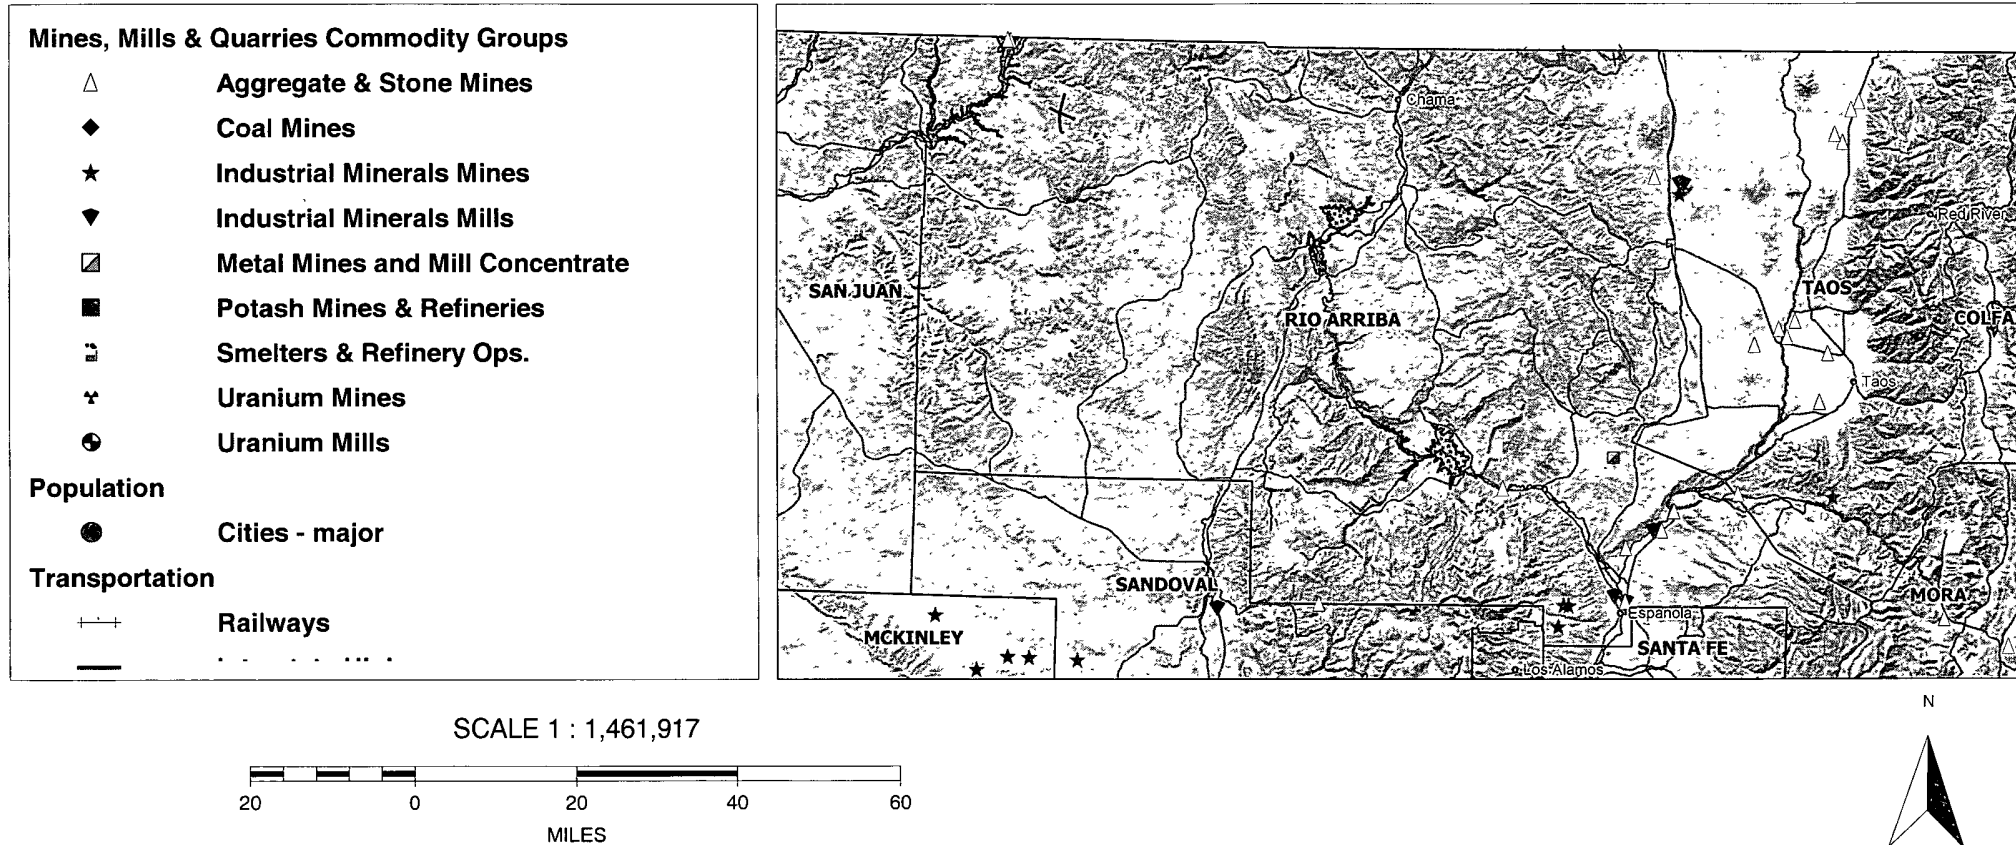 Mines, Mills & Quarries Commodity Groups
Aggregate & Stone Mines
Coal Mines
Industrial Minerals Mines
Industrial Minerals Mills
Metal Mines and Mill Concentrate
Potash Mines & Refineries
Smelters & Refinery Ops.
Uranium Mines
Uranium Mills
Population
Cities - major
Transportation
Railways
Chama
Red River
SAN JUAN
TAOS
RIO ARRIBA
COLFA
Taos
SANDOVAL
MORA
Espanola
MCKINLEY
SANTA FE
Los Alamos
SCALE 1 : 1,461,917
20 0 20 40 60
MILES
N